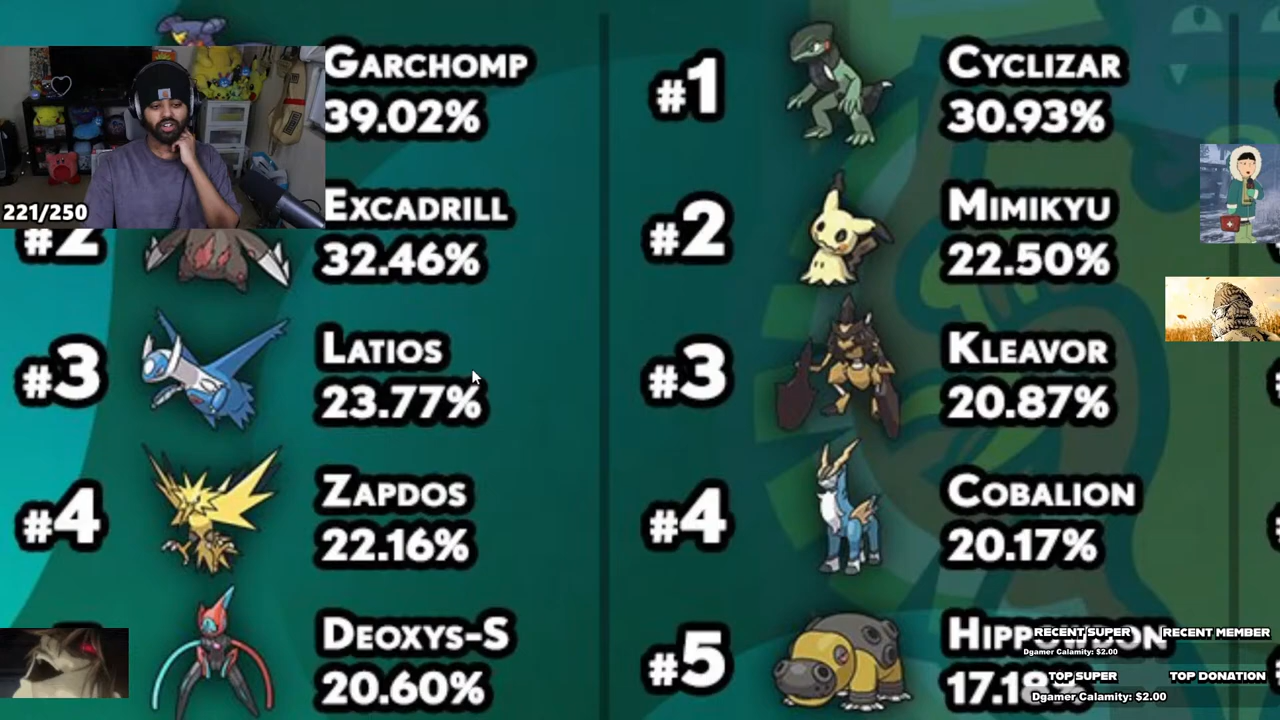 GARCHOMP
39.02%
221/250
#2
EXCADRILL
32.46%
#3
LATIOS
23.77%
#4
ZAPDOS
22.16%
DEOXYS-S
20.60%
#1
CYCLIZAR
30.93%
#2
MIMIKYU
22.50%
#3
KLEAVOR
20.87%
#4
COBALION
20.17%
#5
HIPPOWDON
17.18%
RECENT SUPER
Dgamer Calamity: $2.00
RECENT MEMBER
TOP SUPER
Dgamer Calamity: $2.00
TOP DONATION